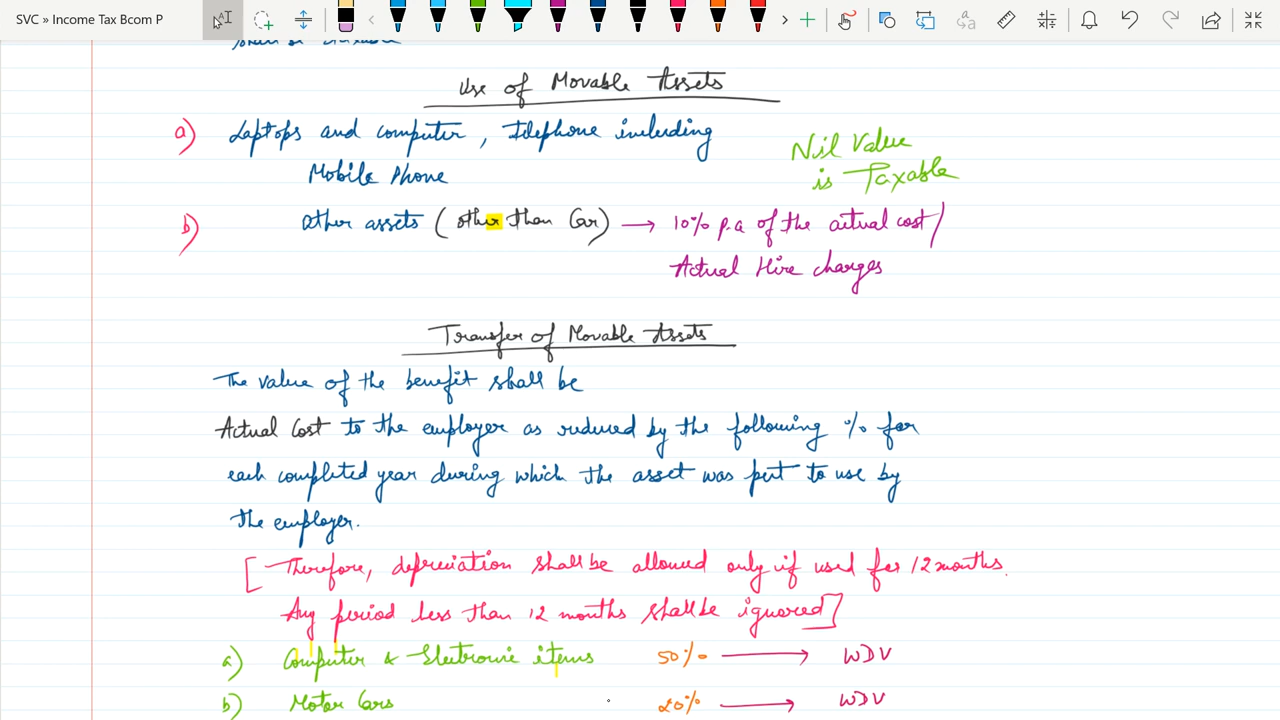 SVC » Income Tax Bcom P
Use of Movable Assets
a) Laptops and computer, Telephone including
Mobile Phone
Nil Value
is Taxable
b) Other assets (other than Car) → 10% p.a of the actual cost/
Actual Hire charges
Transfer of Movable Assets
The value of the benefit shall be
Actual Cost to the employer as reduced by the following % for
each completed year during which the asset was put to use by
the employer.
[Therefore, depreciation shall be allowed only if used for 12 months.
Any period less than 12 months shall be ignored]
a) Computer & Electronic items 50% → WDV
b) Motor Cars 20% → WDV